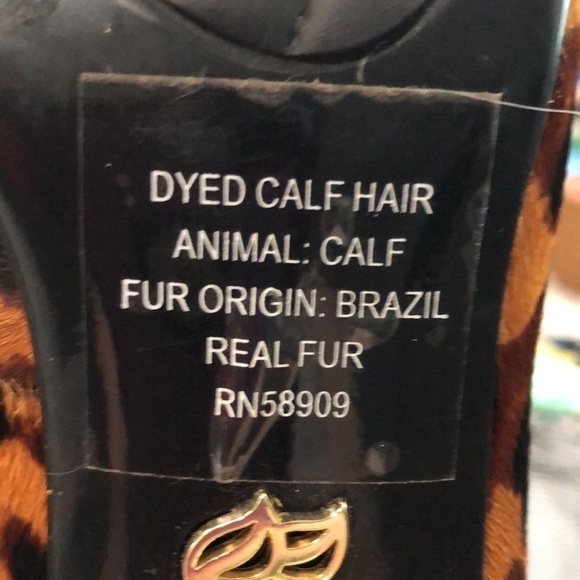 DYED CALF HAIR
ANIMAL: CALF
FUR ORIGIN: BRAZIL
REAL FUR
RN58909